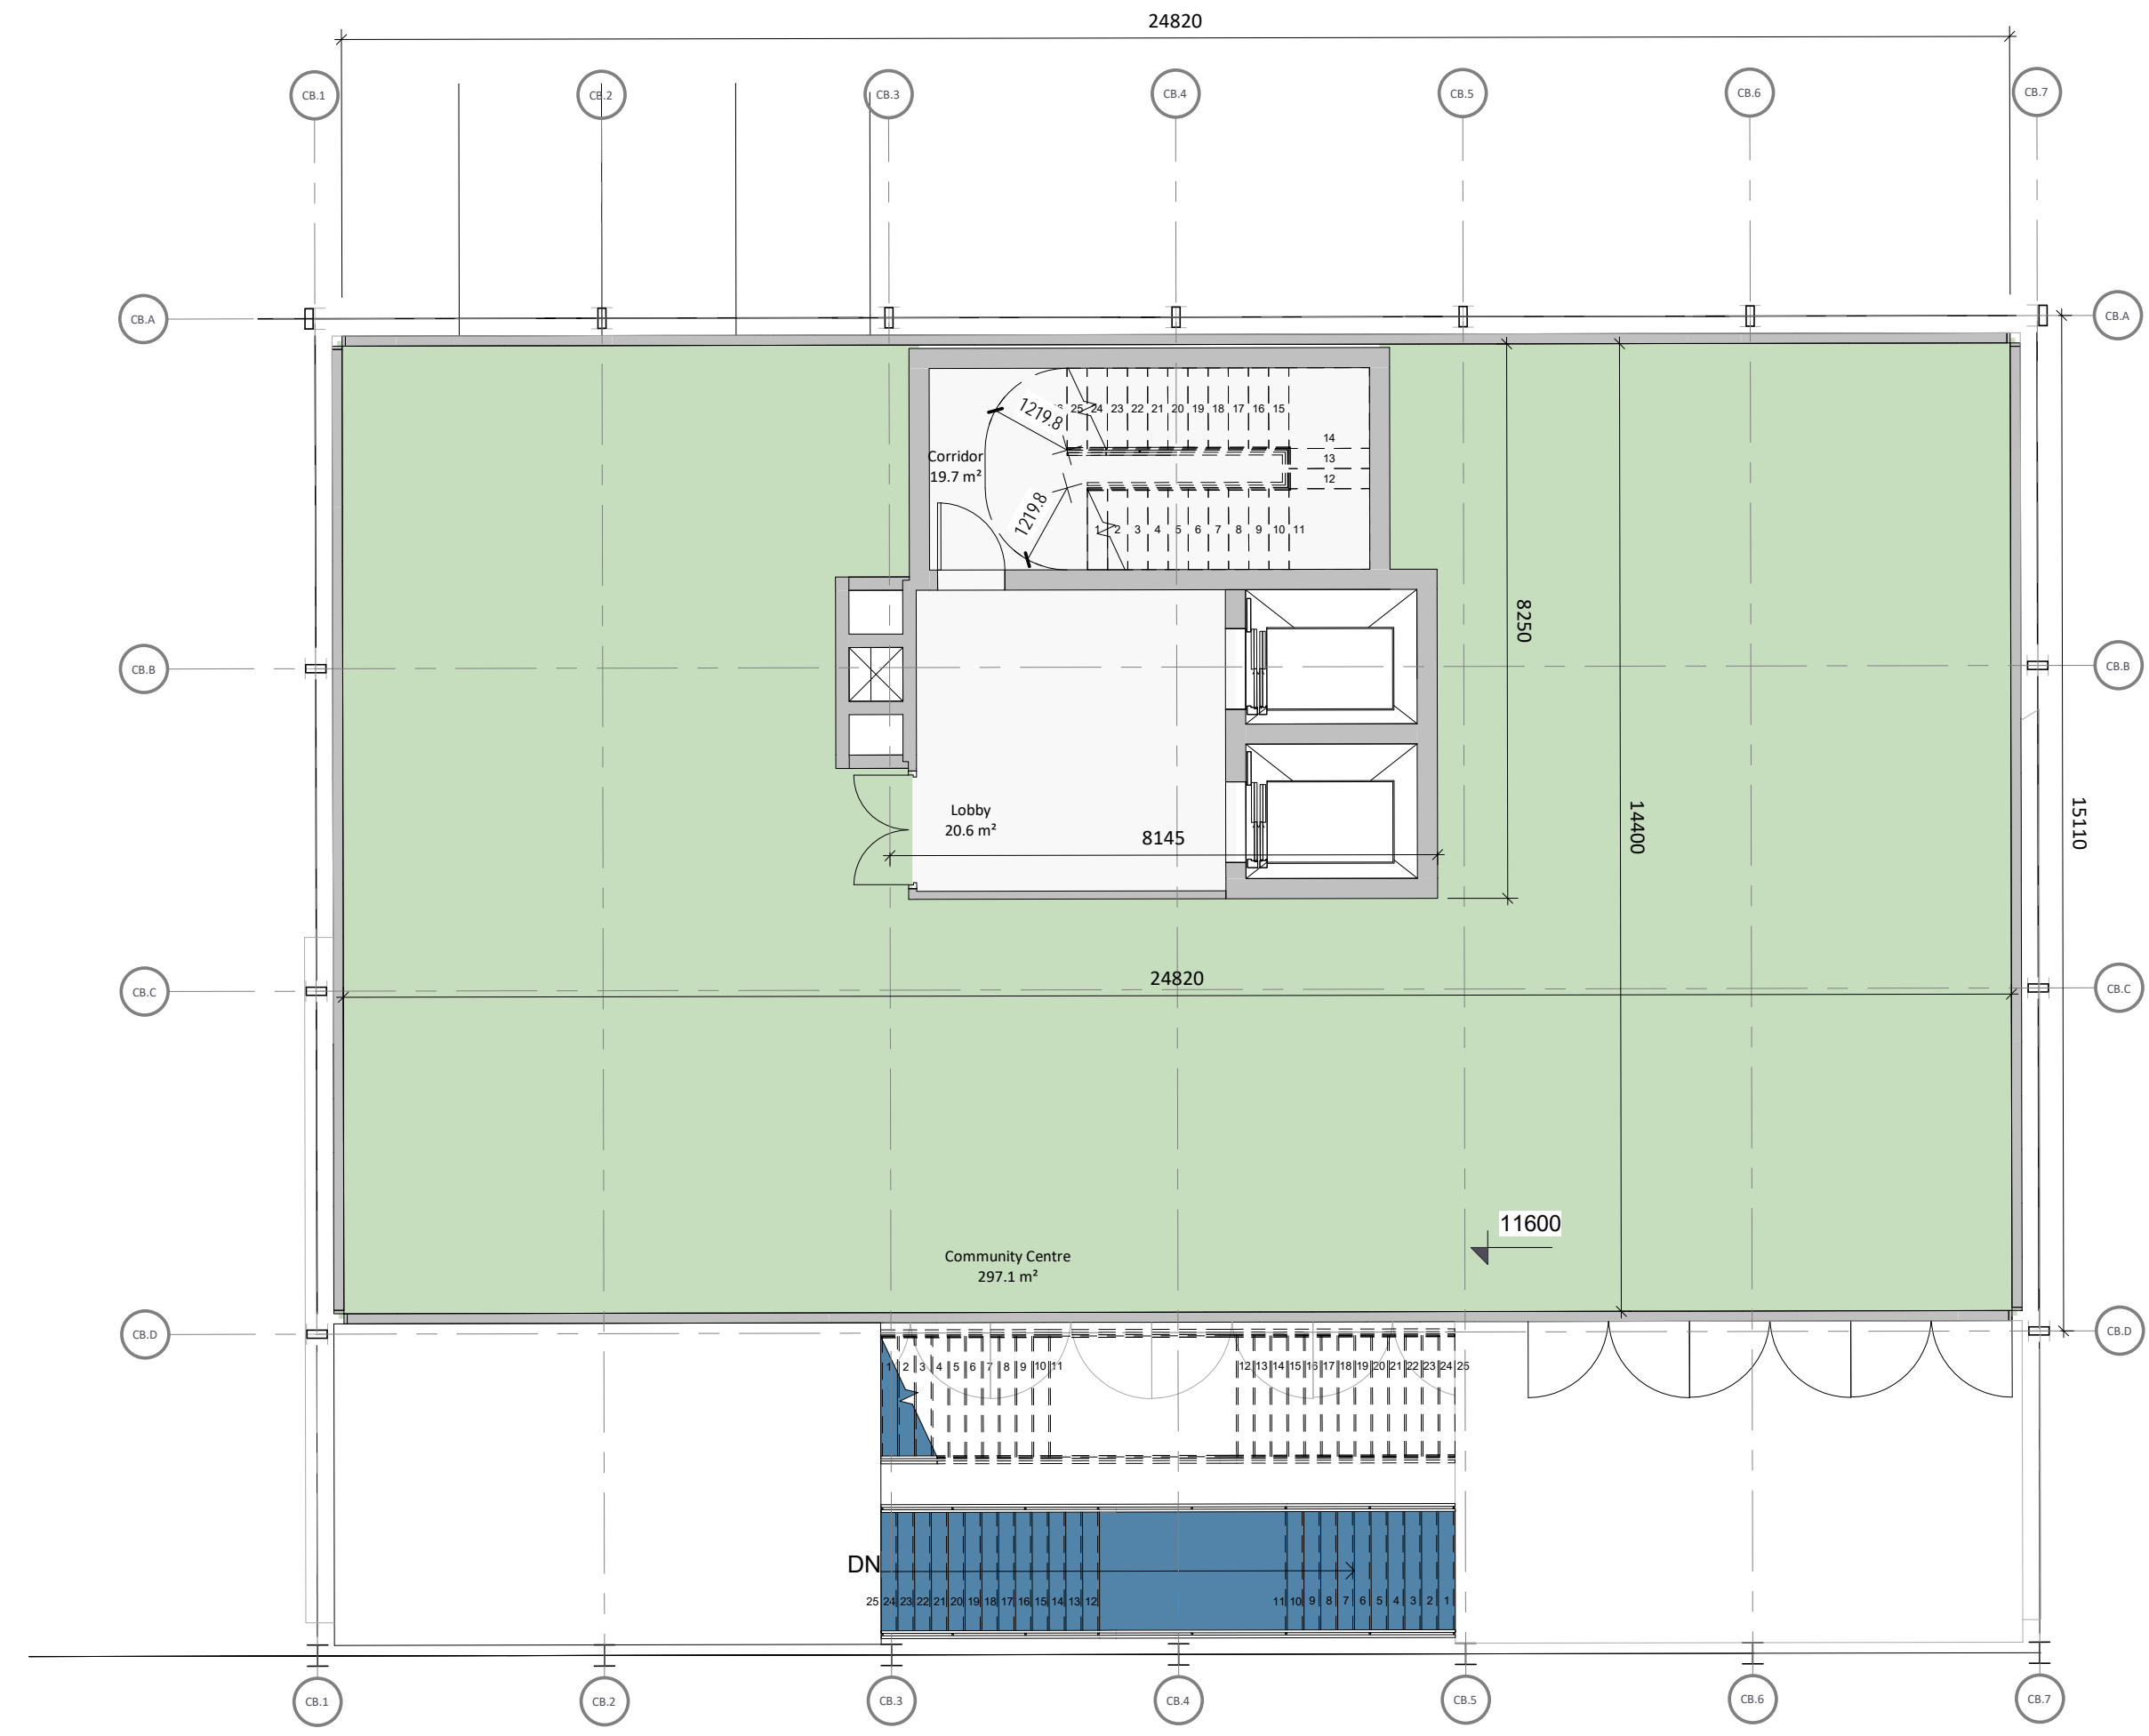 24820
CB.1 CB.2 CB.3 CB.4 CB.5 CB.6 CB.7
CB.A CB.A
1219.8
25 24 23 22 21 20 19 18 17 16 15
14
13
12
Corridor
19.7 m²
1219.8
1 2 3 4 5 6 7 8 9 10 11
8250
CB.B CB.B
Lobby
20.6 m²
8145
14400
15110
24820
CB.C CB.C
11600
Community Centre
297.1 m²
CB.D CB.D
1 2 3 4 5 6 7 8 9 10 11 12 13 14 15 16 17 18 19 20 21 22 23 24 25
DN
25 24 23 22 21 20 19 18 17 16 15 14 13 12 11 10 9 8 7 6 5 4 3 2 1
CB.1 CB.2 CB.3 CB.4 CB.5 CB.6 CB.7